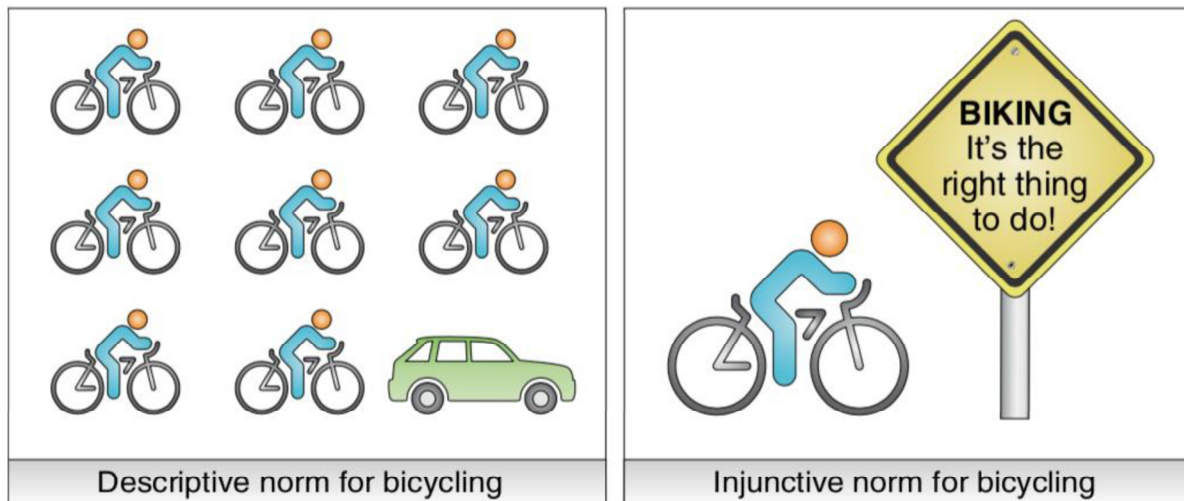 BIKING
It's the
right thing
to do!
Descriptive norm for bicycling
Injunctive norm for bicycling